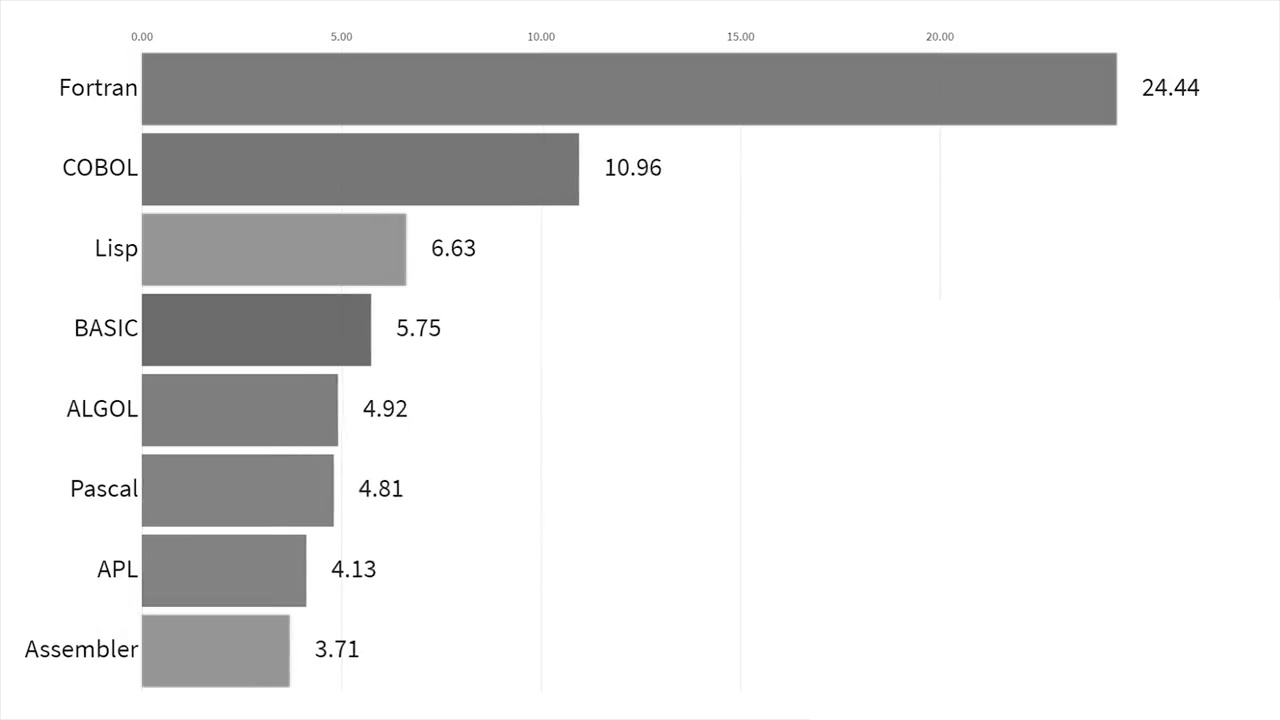 0.00 5.00 10.00 15.00 20.00
Fortran 24.44
COBOL 10.96
Lisp 6.63
BASIC 5.75
ALGOL 4.92
Pascal 4.81
APL 4.13
Assembler 3.71